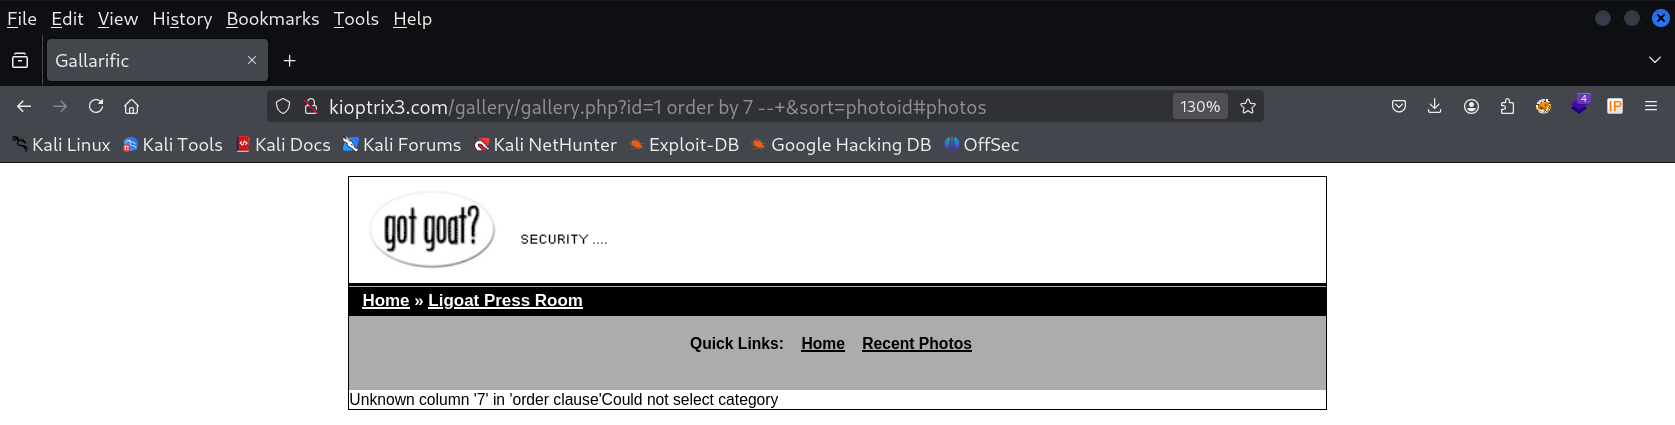 File Edit View History Bookmarks Tools Help
Gallarific
kioptrix3.com/gallery/gallery.php?id=1 order by 7 --+&sort=photoid#photos 130% 4 IP
Kali Linux Kali Tools Kali Docs Kali Forums Kali NetHunter Exploit-DB Google Hacking DB OffSec
got goat?
SECURITY ....
Home » Ligoat Press Room
Quick Links: Home Recent Photos
Unknown column '7' in 'order clause'Could not select category